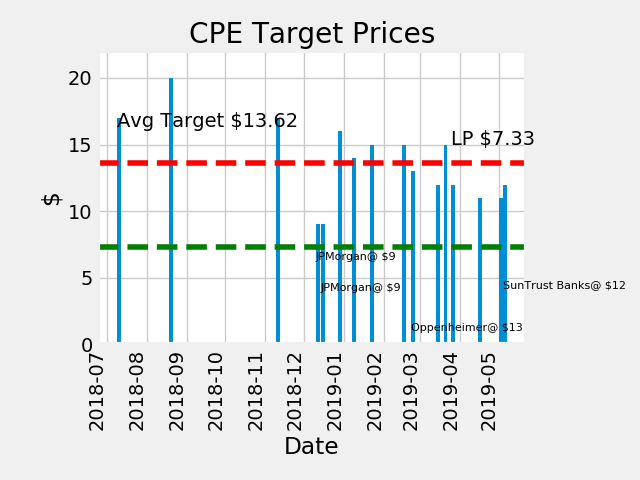 CPE Target Prices
20
Avg Target $13.62
LP $7.33
15
$
10
JPMorgan@ $9
5
JPMorgan@ $9
SunTrust Banks@ $12
Oppenheimer@ $13
0
2018-07
2018-08
2018-09
2018-10
2018-11
2018-12
2019-01
2019-02
2019-03
2019-04
2019-05
Date